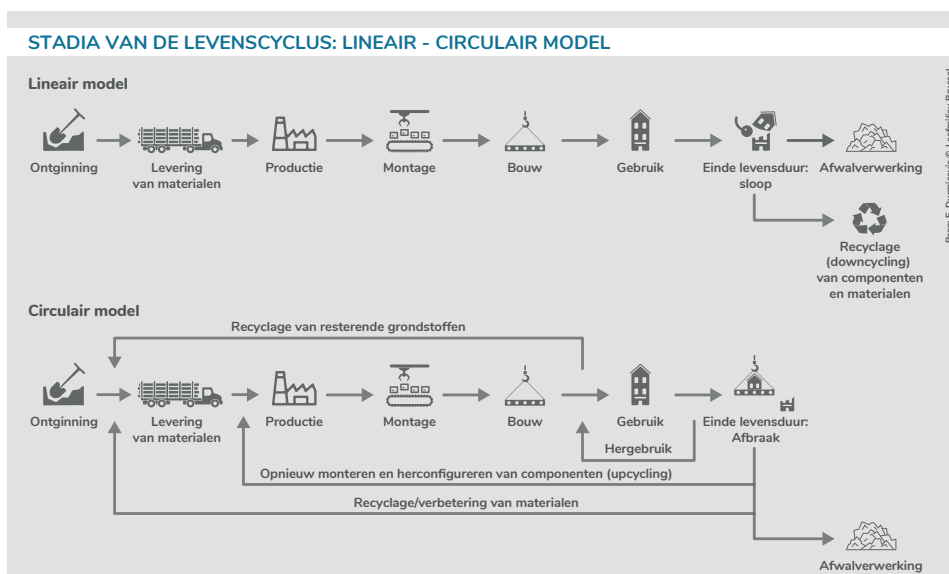 STADIA VAN DE LEVENSCYCLUS: LINEAIR - CIRCULAIR MODEL
Lineair model
Ontginning
Levering
van materialen
Productie
Montage
Bouw
Gebruik
Einde levensduur:
sloop
Afwalverwerking
Recyclage
(downcycling)
van componenten
en materialen
Circulair model
Recyclage van resterende grondstoffen
Ontginning
Levering
van materialen
Productie
Montage
Bouw
Gebruik
Einde levensduur:
Afbraak
Hergebruik
Opnieuw monteren en herconfigureren van componenten (upcycling)
Recyclage/verbetering van materialen
Afwalverwerking